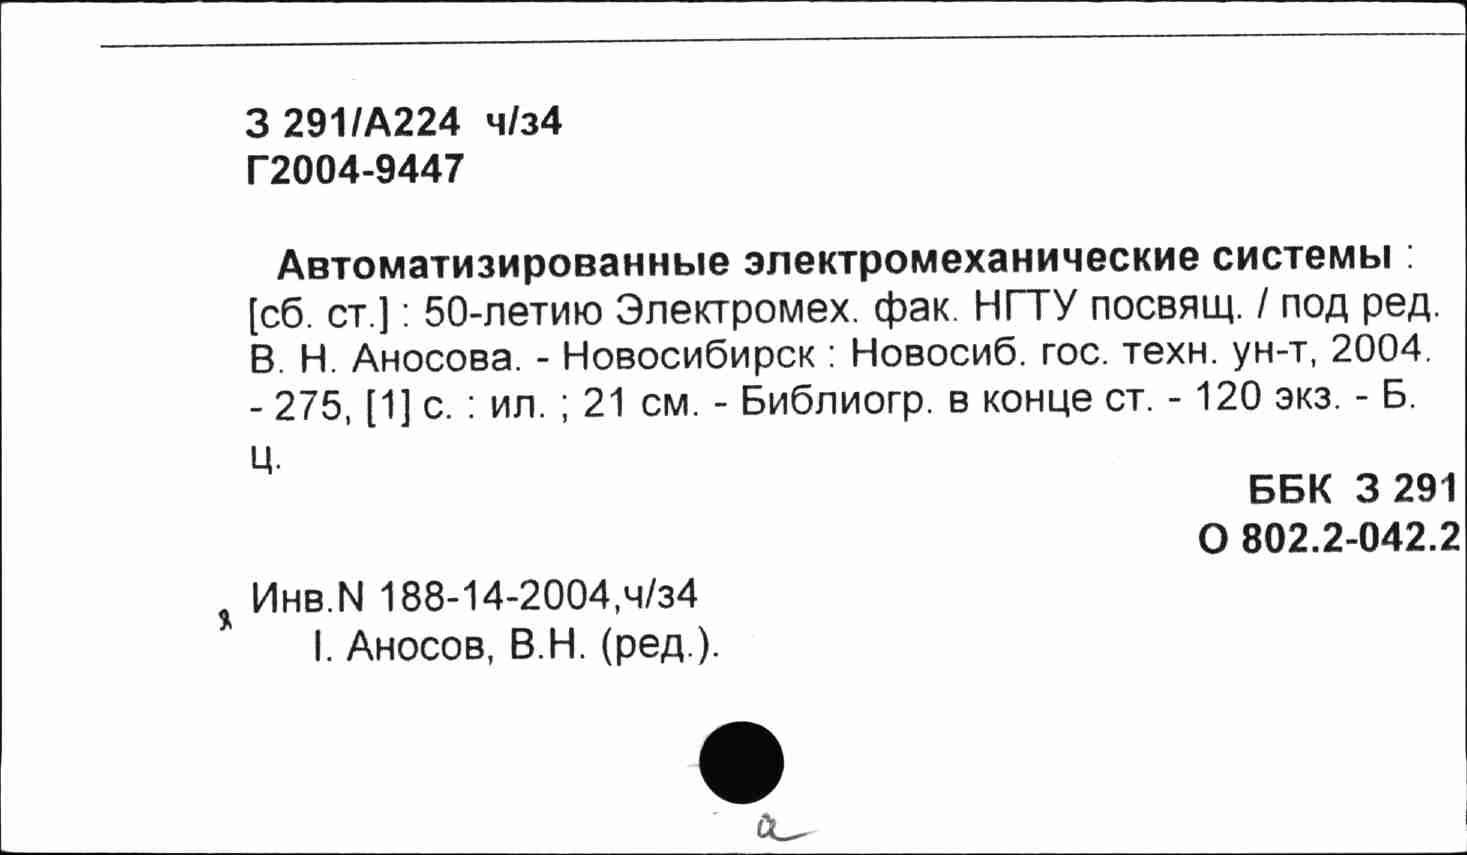 З 291/А224 ч/з4
Г2004-9447
Автоматизированные электромеханические системы :
[сб. ст.] : 50-летию Электромех. фак. НГТУ посвящ. / под ред.
В. Н. Аносова. - Новосибирск : Новосиб. гос. техн. ун-т, 2004.
- 275, [1] с. : ил. ; 21 см. - Библиогр. в конце ст. - 120 экз. - Б.
ц.
ББК З 291
О 802.2-042.2
Инв.N 188-14-2004,ч/з4
I. Аносов, В.Н. (ред.).
а